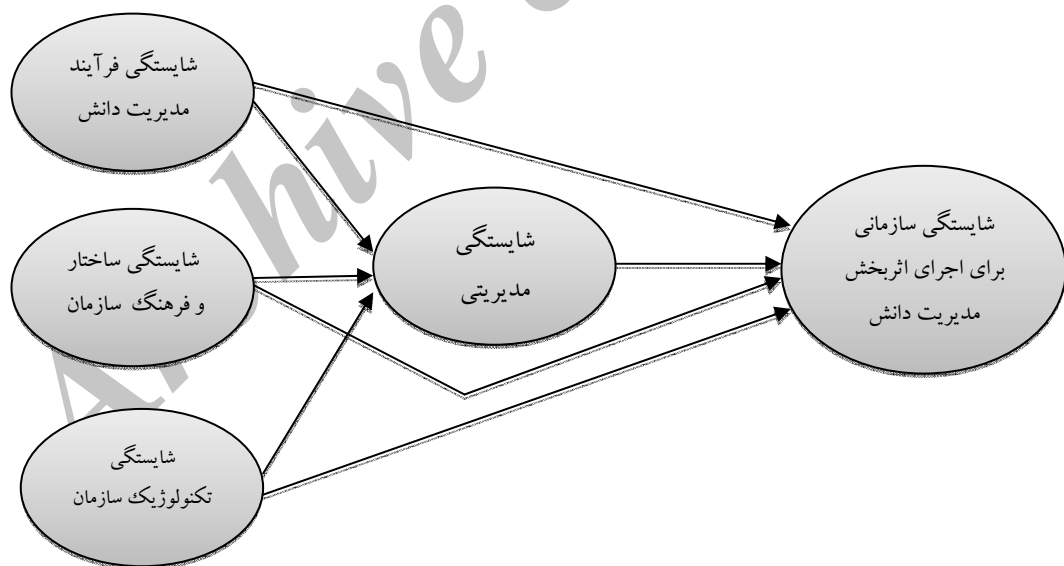 شایستگی فرآیند
مدیریت دانش
شایستگی ساختار
و فرهنگ سازمان
شایستگی
تکنولوژیک سازمان
شایستگی
مدیریتی
شایستگی سازمانی
برای اجرای اثربخش
مدیریت دانش